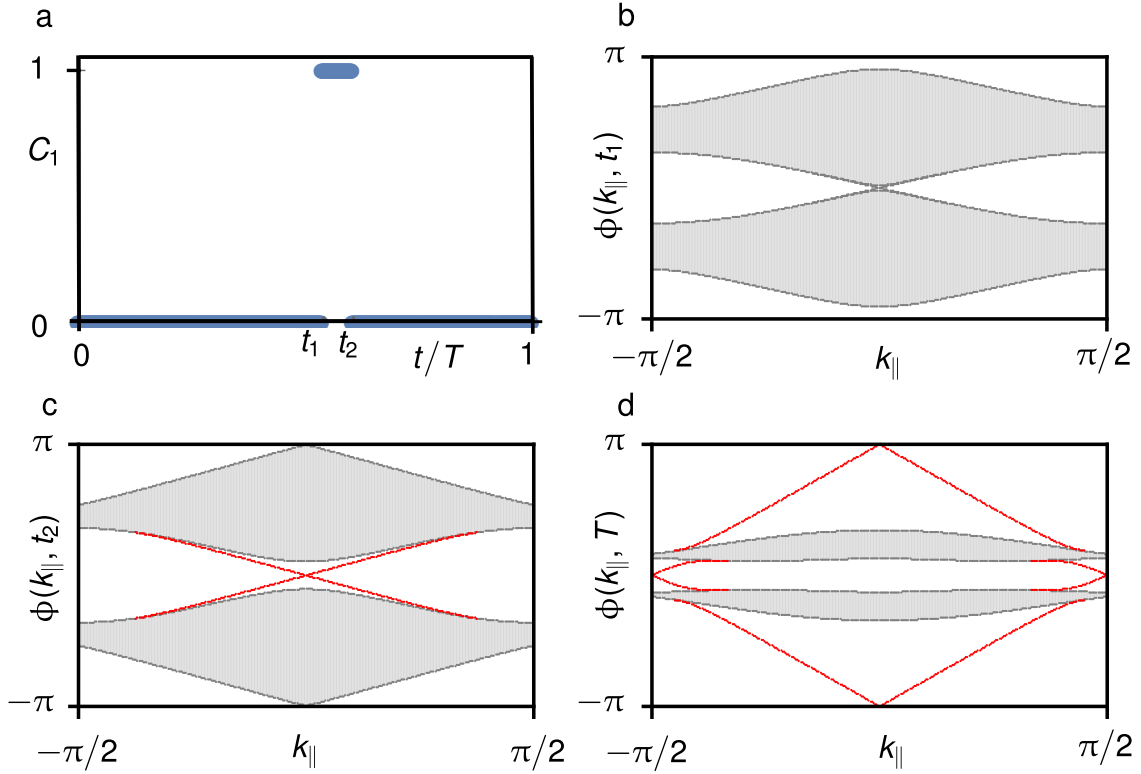 a
1
C₁
0
t₁ t₂ t/T
0 1
b
π
ϕ(k∥, t₁)
−π
−π/2 k∥ π/2
c
π
ϕ(k∥, t₂)
−π
−π/2 k∥ π/2
d
π
ϕ(k∥, T)
−π
−π/2 k∥ π/2